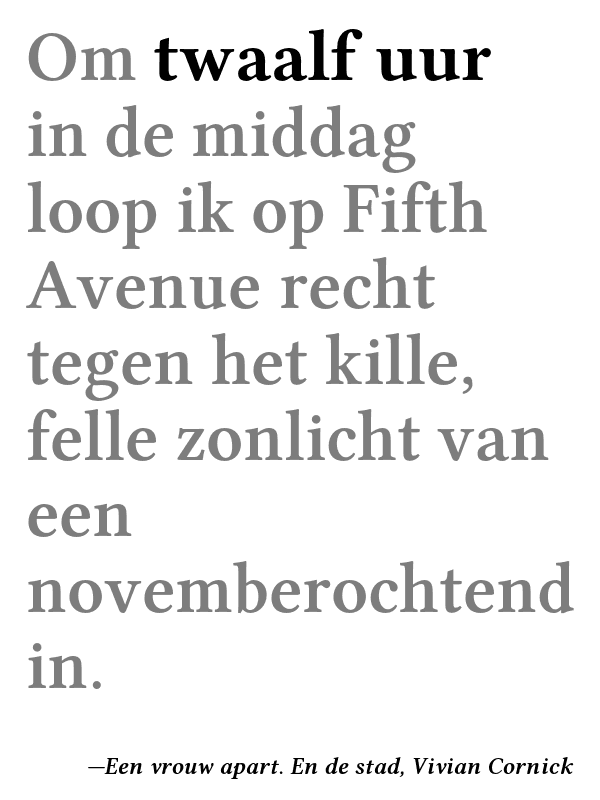 Om twaalf uur
in de middag
loop ik op Fifth
Avenue recht
tegen het kille,
felle zonlicht van
een
novemberochtend
in.
—Een vrouw apart. En de stad, Vivian Cornick